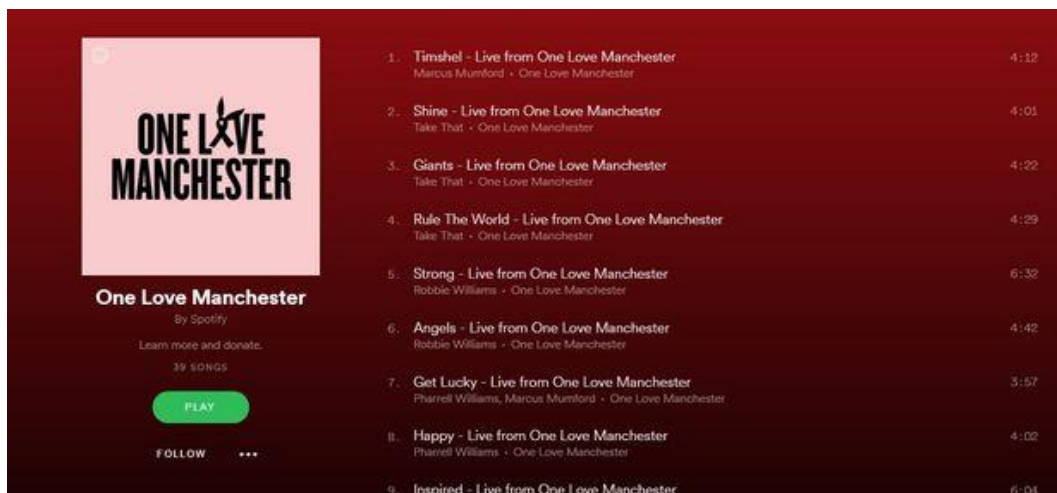 ONE LOVE
MANCHESTER
One Love Manchester
By Spotify
Learn more and donate.
39 SONGS
PLAY
FOLLOW
1. Timshel - Live from One Love Manchester 4:12
Marcus Mumford • One Love Manchester
2. Shine - Live from One Love Manchester 4:01
Take That • One Love Manchester
3. Giants - Live from One Love Manchester 4:22
Take That • One Love Manchester
4. Rule The World - Live from One Love Manchester 4:29
Take That • One Love Manchester
5. Strong - Live from One Love Manchester 6:32
Robbie Williams • One Love Manchester
6. Angels - Live from One Love Manchester 4:42
Robbie Williams • One Love Manchester
7. Get Lucky - Live from One Love Manchester 3:57
Pharrell Williams, Marcus Mumford • One Love Manchester
8. Happy - Live from One Love Manchester 4:02
Pharrell Williams • One Love Manchester
9. Inspired - Live from One Love Manchester 6:04